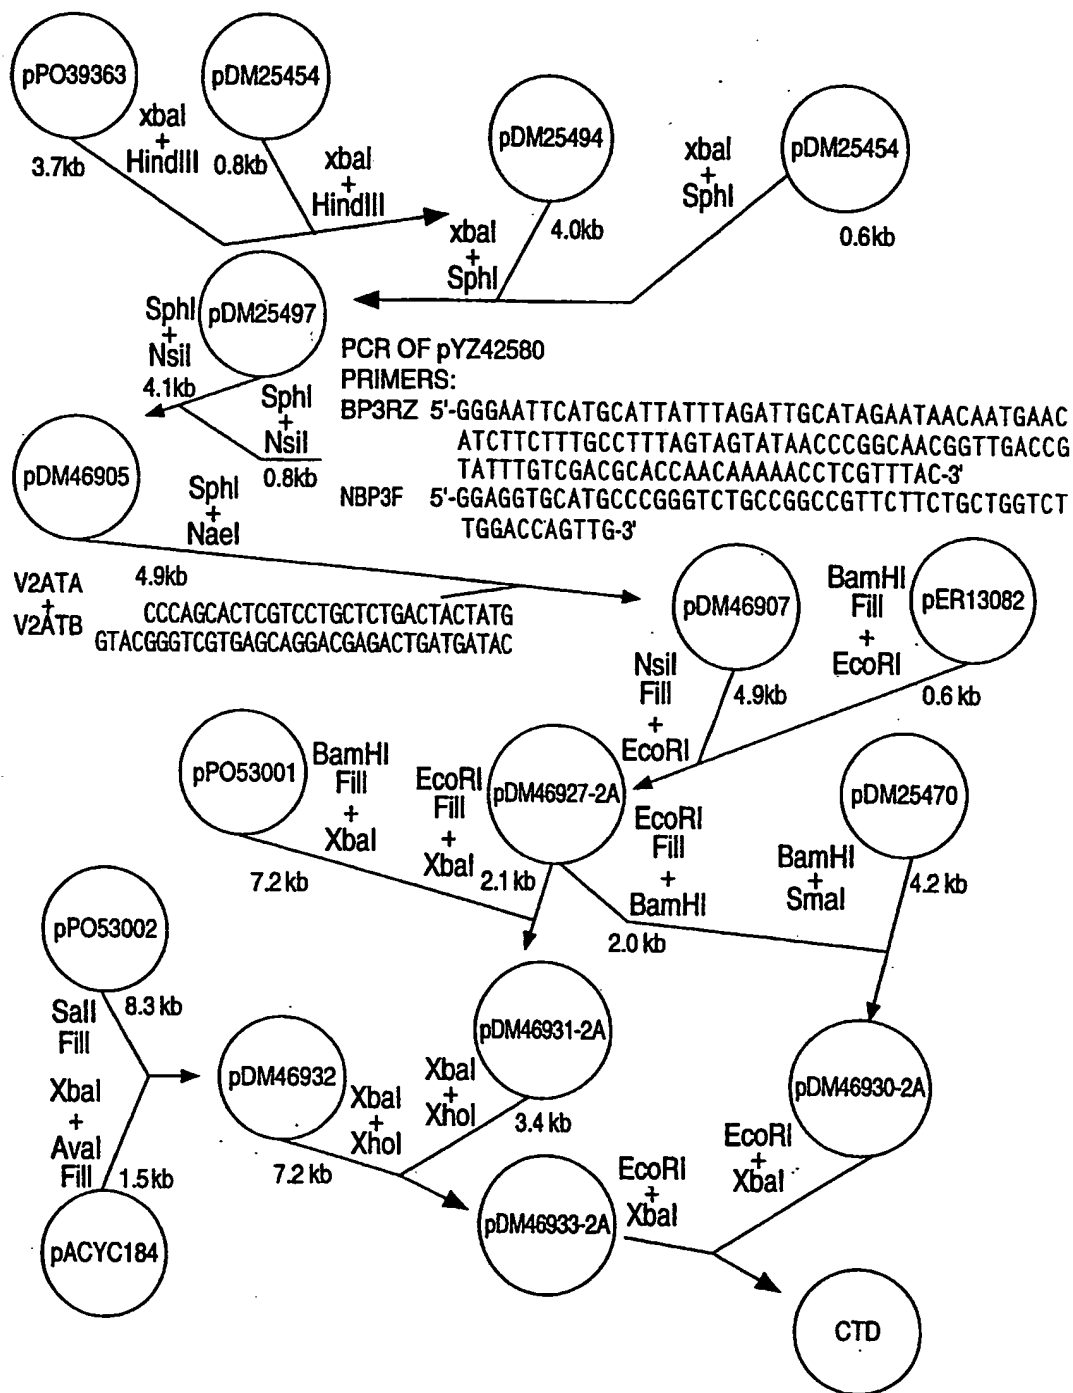 pPO39363
pDM25454
xbaI
+
HindIII
3.7kb
0.8kb
xbaI
+
HindIII
pDM25494
xbaI
+
SphI
pDM25454
xbaI
+
SphI
4.0kb
0.6kb
pDM25497
SphI
+
NsiI
4.1kb
SphI
+
NsiI
0.8kb
PCR OF pYZ42580
PRIMERS:
BP3RZ 5'-GGGAATTCATGCATTATTTAGATTGCATAGAATAACAATGAAC
ATCTTCTTTGCCTTTAGTAGTATAACCCGGCAACGGTTGACCG
TATTTGTCGACGCACCAACAAAAACCTCGTTTAC-3'
NBP3F 5'-GGAGGTGCATGCCCGGGTCTGCCGGCCGTTCTTCTGCTGGTCT
TGGACCAGTTG-3'
pDM46905
SphI
+
NaeI
4.9kb
V2ATA
+
V2ATB
CCCAGCACTCGTCCTGCTCTGACTACTATG
GTACGGGTCGTGAGCAGGACGAGACTGATGATAC
pDM46907
BamHI
Fill
+
EcoRI
pER13082
NsiI
Fill
+
EcoRI
4.9kb
0.6 kb
pPO53001
BamHI
Fill
+
XbaI
EcoRI
Fill
+
XbaI
pDM46927-2A
EcoRI
Fill
+
BamHI
pDM25470
BamHI
+
SmaI
4.2 kb
7.2 kb
2.1 kb
2.0 kb
pPO53002
8.3 kb
SalI
Fill
XbaI
+
AvaI
Fill
1.5kb
pACYC184
pDM46932
XbaI
+
XhoI
7.2 kb
pDM46931-2A
XbaI
+
XhoI
3.4 kb
pDM46930-2A
EcoRI
+
XbaI
pDM46933-2A
EcoRI
+
XbaI
CTD